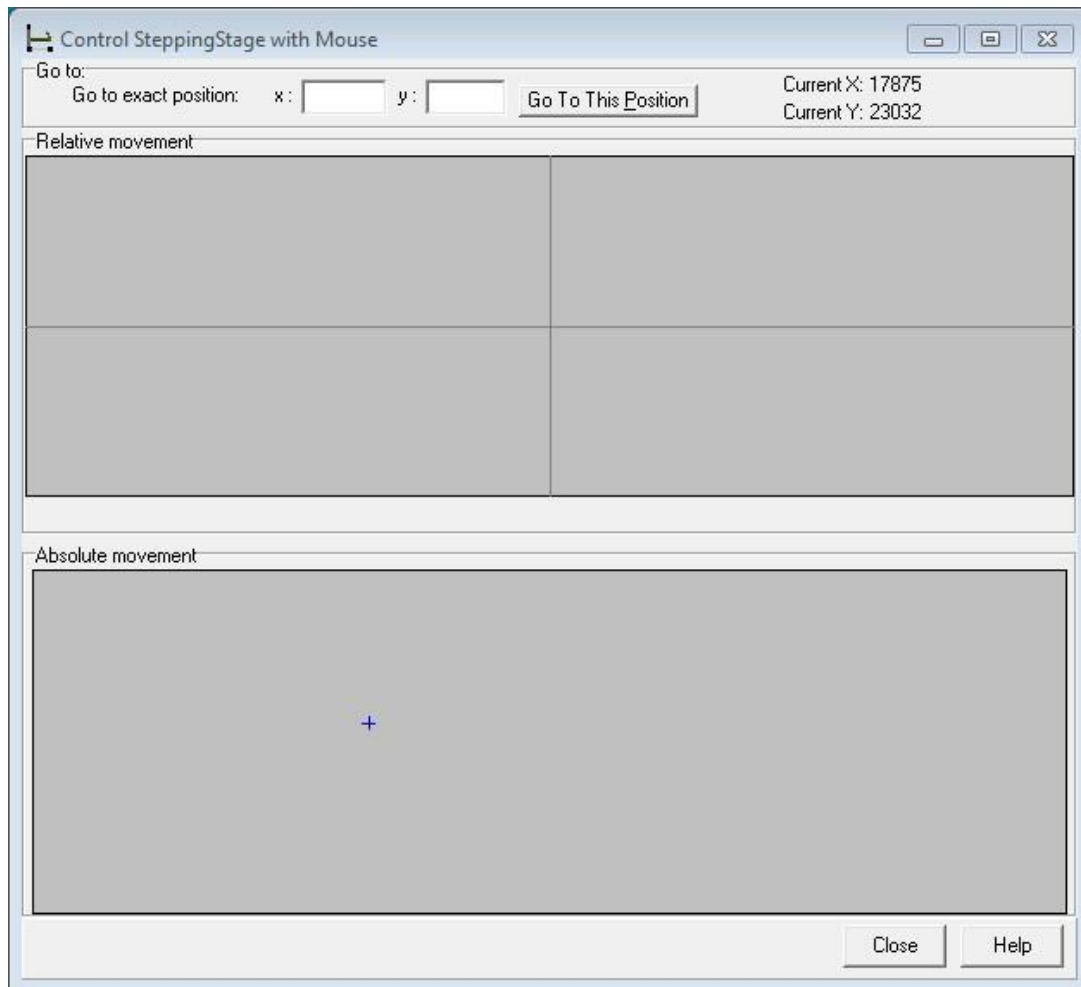 Control SteppingStage with Mouse
Go to:
Go to exact position: x : y : Go To This Position
Current X: 17875
Current Y: 23032
Relative movement
Absolute movement
Close Help